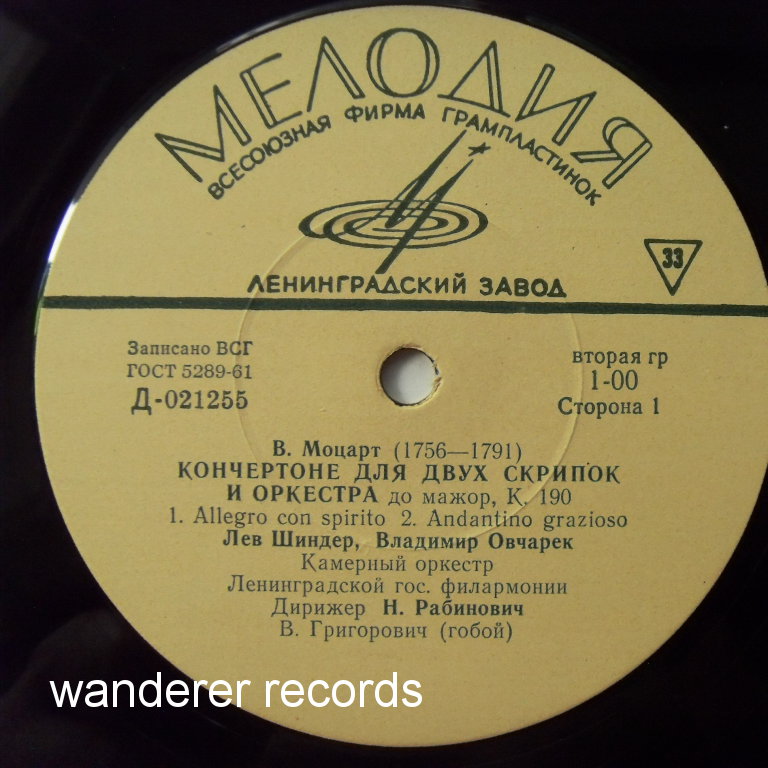 МЕЛОДИЯ
ВСЕСОЮЗНАЯ ФИРМА ГРАМПЛАСТИНОК
ЛЕНИНГРАДСКИЙ ЗАВОД
33
Записано ВСГ
ГОСТ 5289-61
Д-021255
вторая гр
1-00
Сторона 1
В. Моцарт (1756—1791)
КОНЧЕРТОНЕ ДЛЯ ДВУХ СКРИПОК
И ОРКЕСТРА до мажор, К. 190
1. Allegro con spirito 2. Andantino grazioso
Лев Шиндер, Владимир Овчарек
Камерный оркестр
Ленинградской гос. филармонии
Дирижер Н. Рабинович
В. Григорович (гобой)
wanderer records